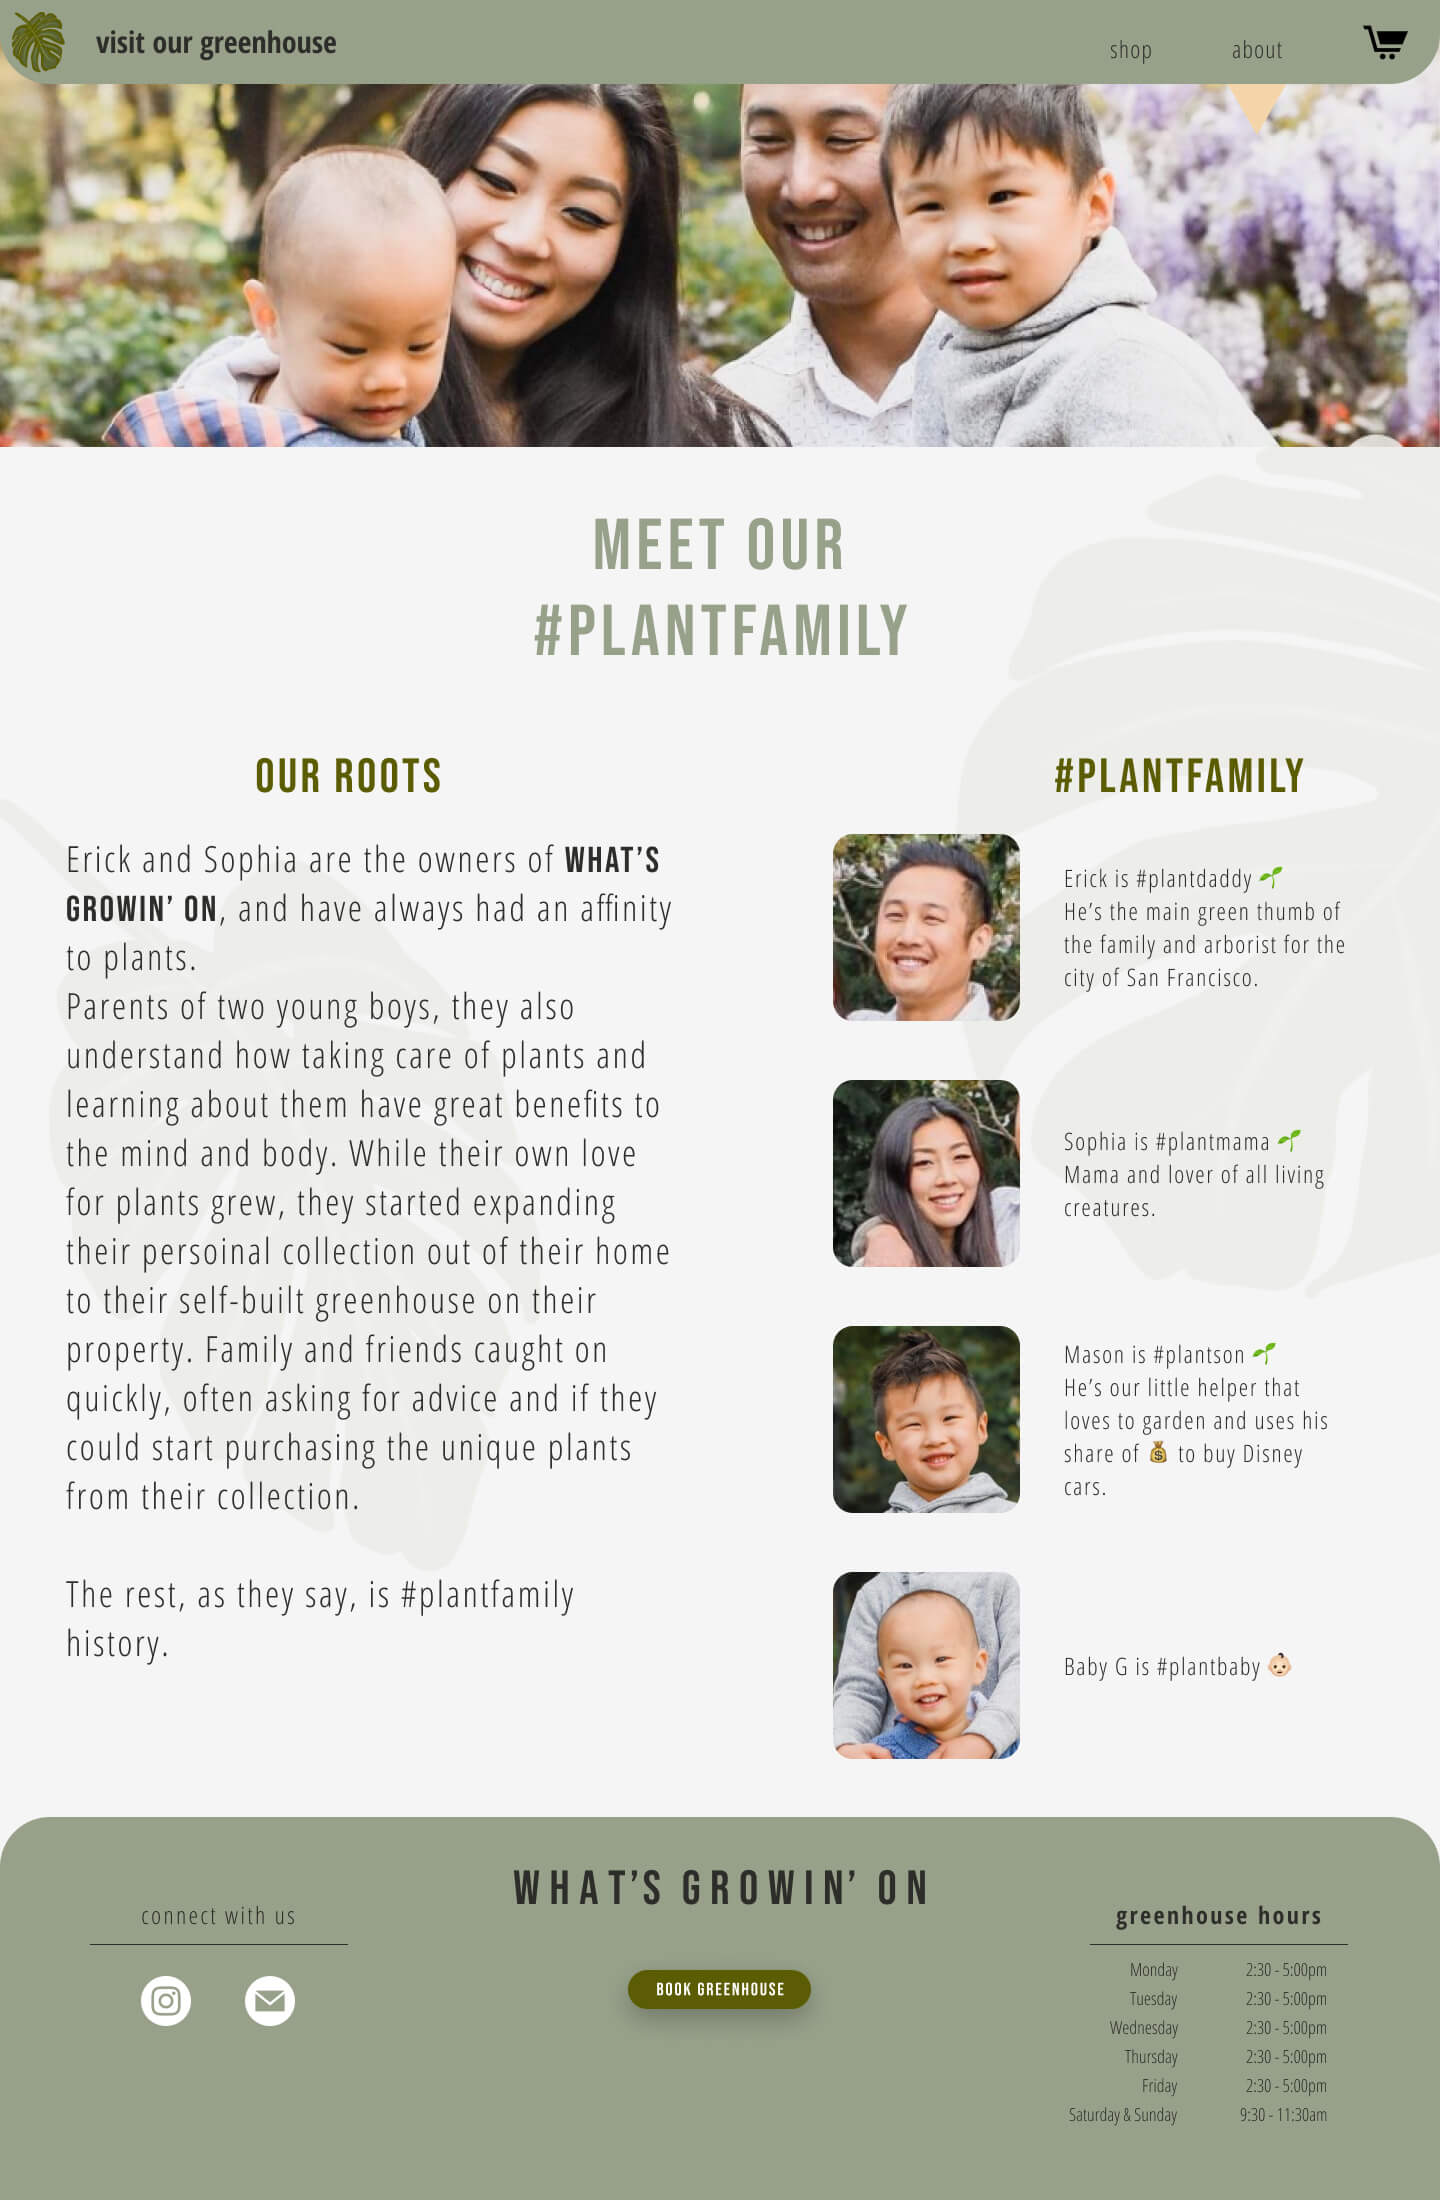 visit our greenhouse
shop
about
MEET OUR
#PLANTFAMILY
OUR ROOTS
Erick and Sophia are the owners of WHAT’S
GROWIN’ ON, and have always had an affinity
to plants.
Parents of two young boys, they also
understand how taking care of plants and
learning about them have great benefits to
the mind and body. While their own love
for plants grew, they started expanding
their persoinal collection out of their home
to their self-built greenhouse on their
property. Family and friends caught on
quickly, often asking for advice and if they
could start purchasing the unique plants
from their collection.
The rest, as they say, is #plantfamily
history.
#PLANTFAMILY
Erick is #plantdaddy 🌱
He’s the main green thumb of
the family and arborist for the
city of San Francisco.
Sophia is #plantmama 🌱
Mama and lover of all living
creatures.
Mason is #plantson 🌱
He’s our little helper that
loves to garden and uses his
share of 💰 to buy Disney
cars.
Baby G is #plantbaby 👶🏻
connect with us
WHAT’S GROWIN’ ON
BOOK GREENHOUSE
greenhouse hours
Monday 2:30 - 5:00pm
Tuesday 2:30 - 5:00pm
Wednesday 2:30 - 5:00pm
Thursday 2:30 - 5:00pm
Friday 2:30 - 5:00pm
Saturday & Sunday 9:30 - 11:30am